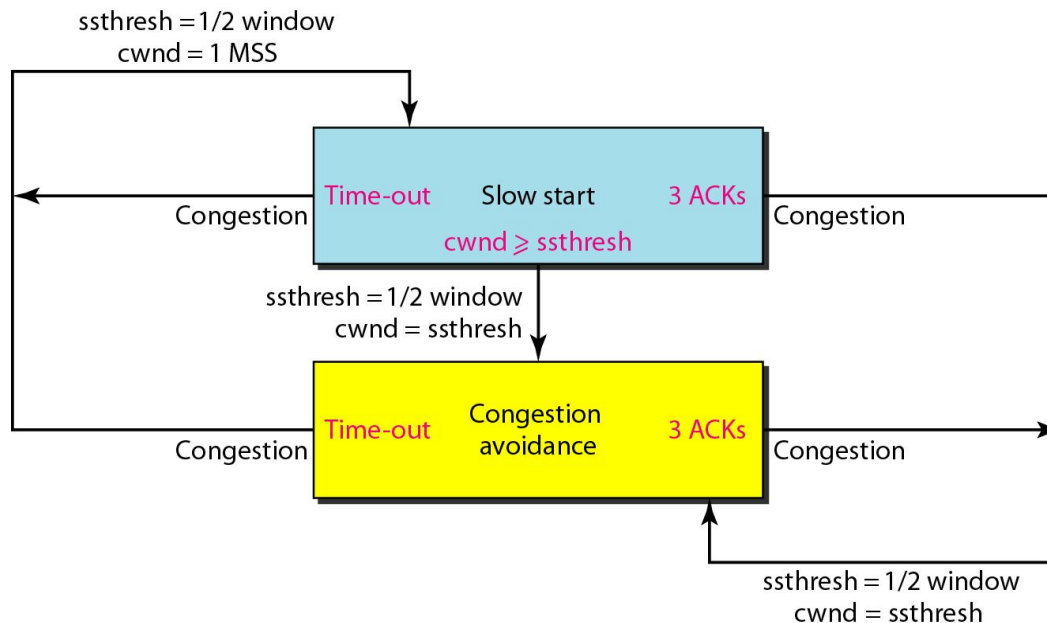 ssthresh = 1/2 window
cwnd = 1 MSS
Time-out
Slow start
3 ACKs
Congestion
Congestion
cwnd ⩾ ssthresh
ssthresh = 1/2 window
cwnd = ssthresh
Time-out
Congestion
avoidance
3 ACKs
Congestion
Congestion
ssthresh = 1/2 window
cwnd = ssthresh